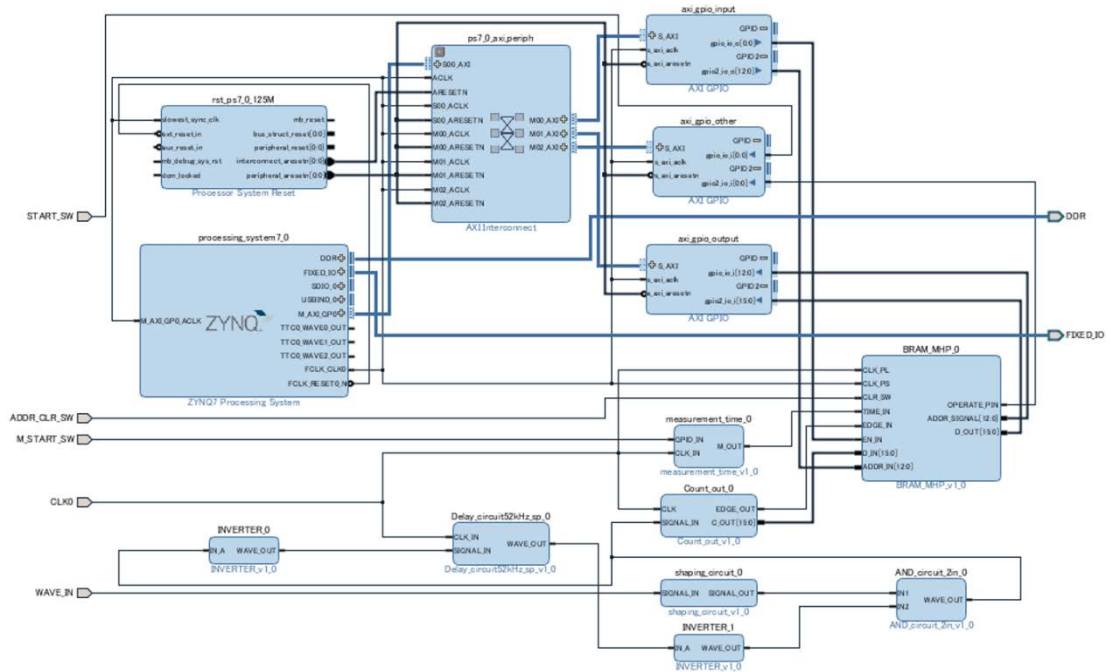 axi_gpio_input
S_AXI
s_axi_aclk
s_axi_aresetn
GPIO
gpio_io_o[0:0]
GPIO2
gpio2_io_o[12:0]
AXI GPIO
ps7_0_axi_periph
S00_AXI
ACLK
ARESETN
S00_ACLK
S00_ARESETN
M00_ACLK
M00_ARESETN
M01_ACLK
M01_ARESETN
M02_ACLK
M02_ARESETN
M00_AXI
M01_AXI
M02_AXI
AXI Interconnect
rst_ps7_0_125M
slowest_sync_clk
ext_reset_in
aux_reset_in
mb_debug_sys_rst
dcm_locked
mb_reset
bus_struct_reset[0:0]
peripheral_reset[0:0]
interconnect_aresetn[0:0]
peripheral_aresetn[0:0]
Processor System Reset
axi_gpio_other
S_AXI
s_axi_aclk
s_axi_aresetn
GPIO
gpio_io_i[0:0]
GPIO2
gpio2_io_i[0:0]
AXI GPIO
START_SW
DDR
processing_system7_0
M_AXI_GP0_ACLK
ZYNQ
DDR
FIXED_IO
SDIO_0
USBIND_0
M_AXI_GP0
TTC0_WAVE0_OUT
TTC0_WAVE1_OUT
TTC0_WAVE2_OUT
FCLK_CLK0
FCLK_RESET0_N
ZYNQ7 Processing System
axi_gpio_output
S_AXI
s_axi_aclk
s_axi_aresetn
GPIO
gpio_io_i[12:0]
GPIO2
gpio2_io_i[15:0]
AXI GPIO
FIXED_IO
BRAM_MHP_0
CLK_PL
CLK_PS
CLR_SW
TIME_IN
EDGE_IN
EN_IN
D_IN[15:0]
ADDR_IN[12:0]
OPERATE_PIN
ADDR_SIGNAL[12:0]
D_OUT[15:0]
BRAM_MHP_v1_0
ADDR_CLR_SW
M_START_SW
measurement_time_0
GPIO_IN
CLK_IN
M_OUT
measurement_time_v1_0
CLK0
Count_out_0
CLK
SIGNAL_IN
EDGE_OUT
C_OUT[15:0]
Count_out_v1_0
INVERTER_0
IN_A
WAVE_OUT
INVERTER_v1_0
Delay_circuit52kHz_sp_0
CLK_IN
SIGNAL_IN
WAVE_OUT
Delay_circuit52kHz_sp_v1_0
WAVE_IN
shaping_circuit_0
SIGNAL_IN
SIGNAL_OUT
shaping_circuit_v1_0
AND_circuit_2in_0
IN1
IN2
WAVE_OUT
AND_circuit_2in_v1_0
INVERTER_1
IN_A
WAVE_OUT
INVERTER_v1_0